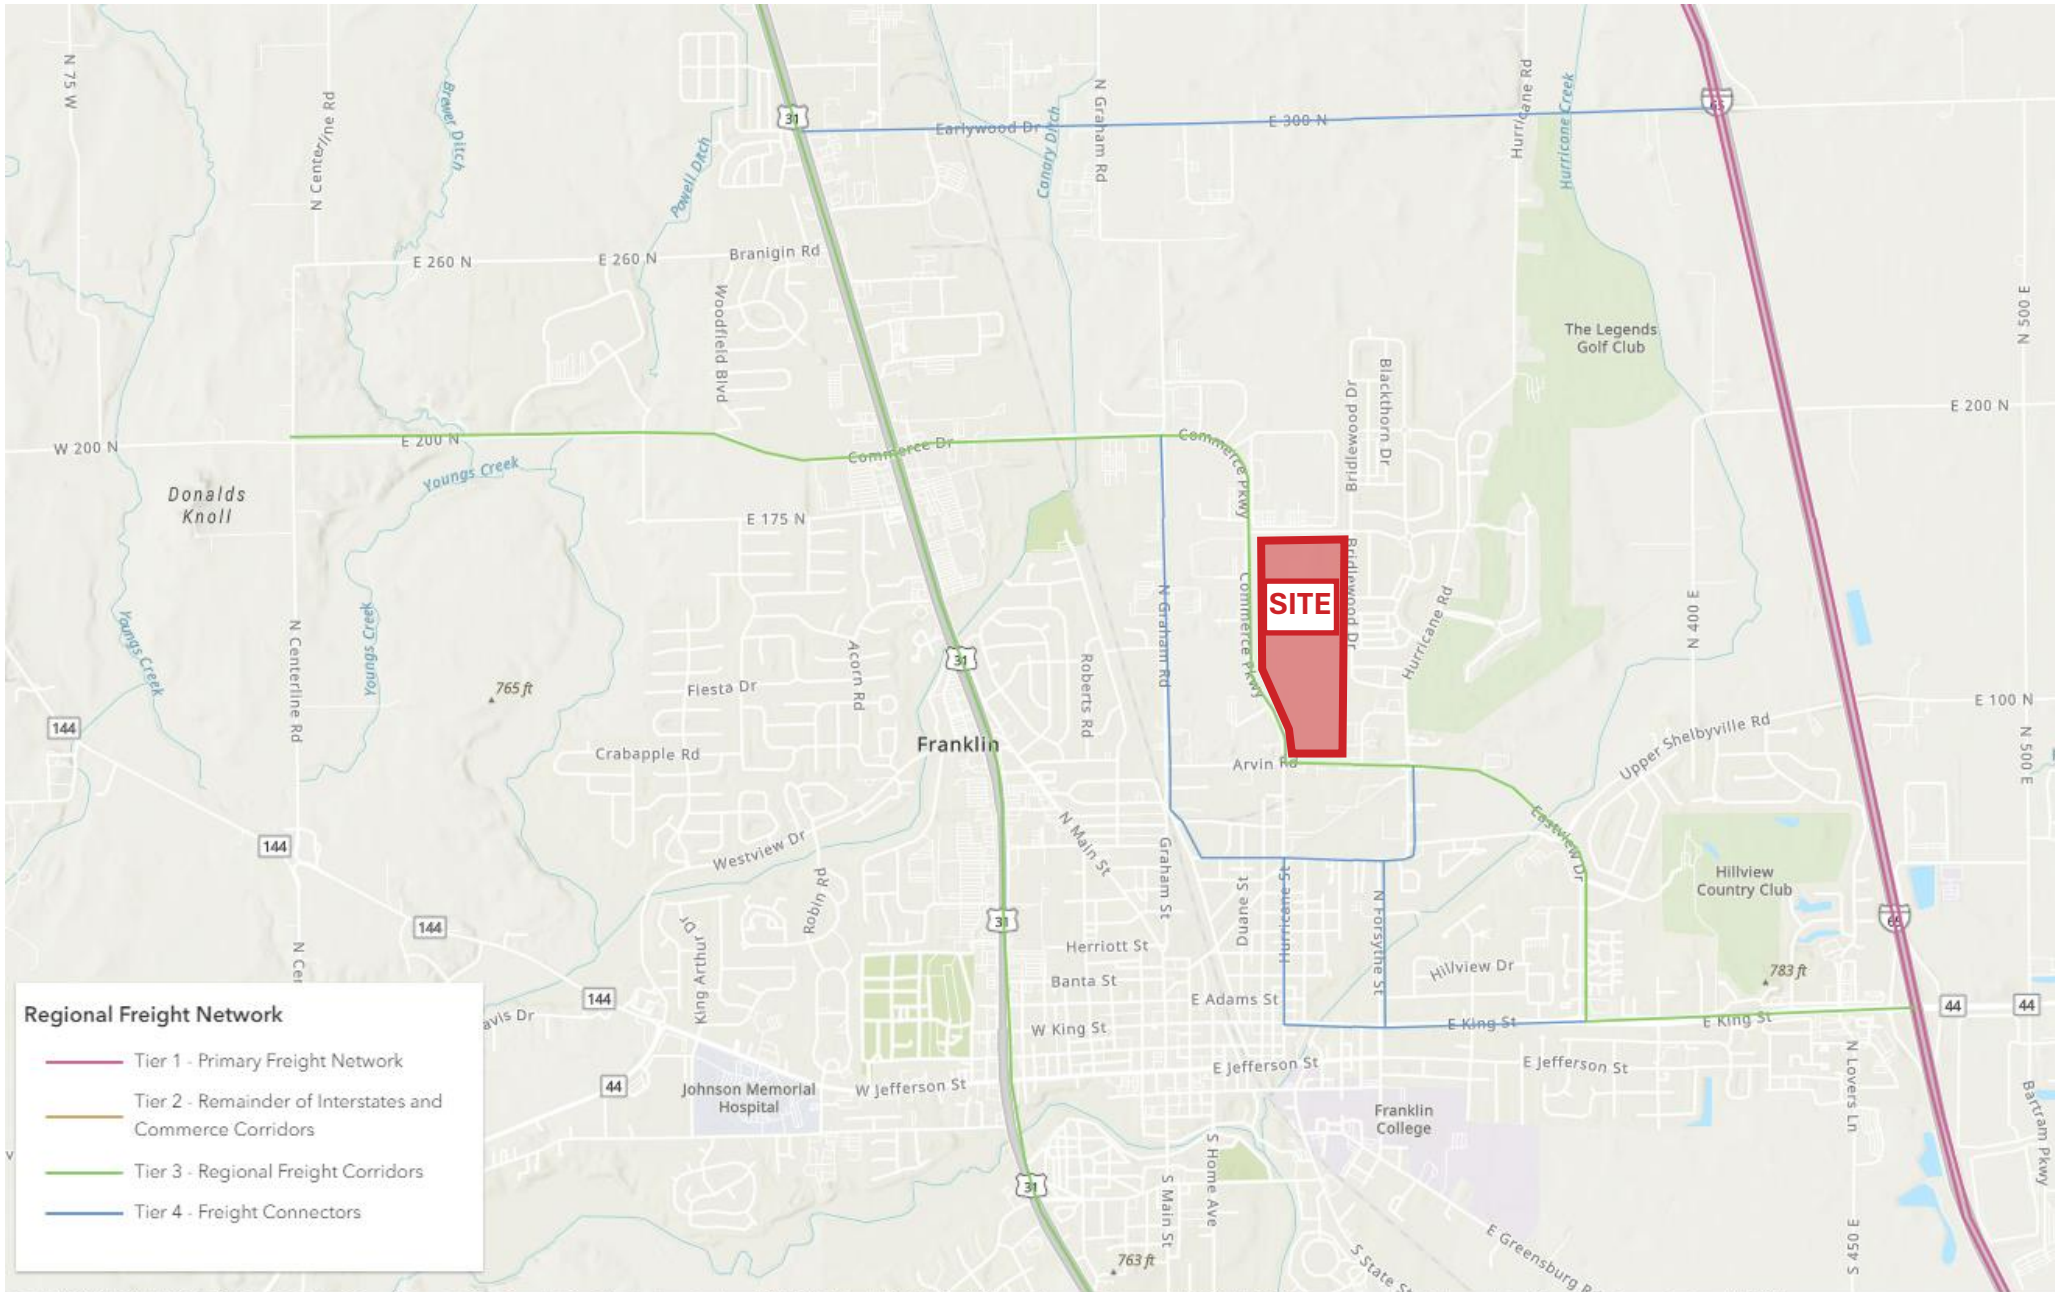 N 75 W
N Centerline Rd
Brewer Ditch
Powell Ditch
31
Earlywood Dr
Canary Ditch
N Graham Rd
E 300 N
Hurricane Rd
Hurricane Creek
65
E 260 N
E 260 N
Branigin Rd
Woodfield Blvd
The Legends
Golf Club
N 500 E
Blackthorn Dr
Bridlewood Dr
E 200 N
W 200 N
E 200 N
Commerce Dr
Commerce Pkwy
Youngs Creek
Donalds
Knoll
E 175 N
Bridlewood Dr
Commerce Pkwy
SITE
N Graham Rd
Hurricane Rd
N 400 E
Youngs Creek
Youngs Creek
N Centerline Rd
Acorn Rd
31
Roberts Rd
765 ft
Fiesta Dr
144
E 100 N
N 500 E
Upper Shelbyville Rd
Franklin
Crabapple Rd
Arvin Rd
Eastview Dr
N Main St
144
Westview Dr
Graham St
Hillview
Country Club
Robin Rd
Duane St
Hurricane St
N Forsythe St
144
31
65
King Arthur Dr
Herriott St
Hillview Dr
N Cer
783 ft
Banta St
144
E Adams St
44
44
avis Dr
W King St
E King St
E King St
Regional Freight Network
Tier 1 - Primary Freight Network
Tier 2 - Remainder of Interstates and
Commerce Corridors
Tier 3 - Regional Freight Corridors
Tier 4 - Freight Connectors
E Jefferson St
E Jefferson St
N Lovers Ln
44
Johnson Memorial
Hospital
W Jefferson St
Franklin
College
Bartram Pkwy
S Home Ave
S Main St
31
S 450 E
763 ft
S State St
E Greensburg R